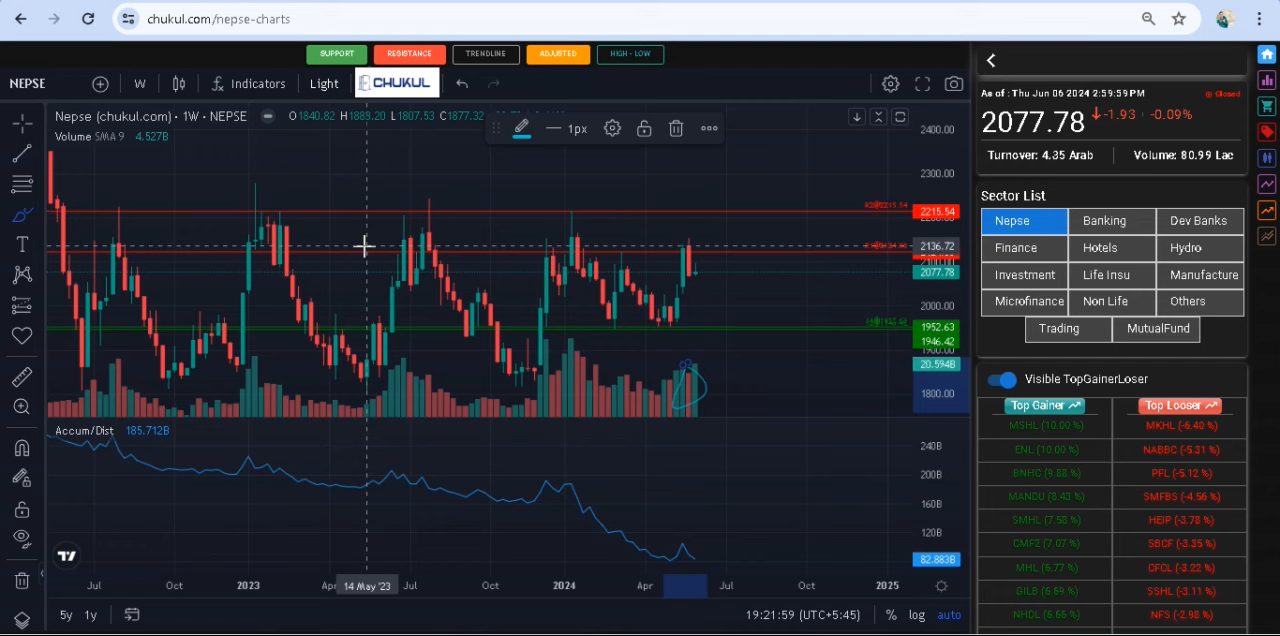 chukul.com/nepse-charts
SUPPORT RESISTANCE TRENDLINE ADJUSTED HIGH - LOW
NEPSE W Indicators Light CHUKUL
Nepse (chukul.com) · 1W · NEPSE O1840.82 H1883.20 L1807.53 C1877.32
Volume SMA 9 4.527B
1px
2400.00
2300.00
2215.54
2136.72
2077.78
2000.00
1952.63
1946.42
1900.00
20.594B
1800.00
Accum/Dist 185.712B
240B
200B
160B
120B
82.883B
Jul Oct 2023 Apr 14 May '23 Jul Oct 2024 Apr Jul Oct 2025
5y 1y 19:21:59 (UTC+5:45) % log auto
As of : Thu Jun 06 2024 2:59:59 PM Closed
2077.78 -1.93 -0.09%
Turnover: 4.35 Arab Volume: 80.99 Lac
Sector List
Nepse Banking Dev Banks
Finance Hotels Hydro
Investment Life Insu Manufacture
Microfinance Non Life Others
Trading MutualFund
Visible TopGainerLoser
Top Gainer Top Looser
MSHL (10.00 %) MKHL (-6.40 %)
ENL (10.00 %) NABBC (-5.31 %)
BNHC (9.88 %) PFL (-5.12 %)
MANDU (8.43 %) SMFBS (-4.56 %)
SMHL (7.58 %) HEIP (-3.78 %)
CMF2 (7.07 %) SBCF (-3.35 %)
MHL (6.77 %) CFCL (-3.22 %)
GILB (6.69 %) SSHL (-3.11 %)
NHDL (6.66 %) NFS (-2.98 %)